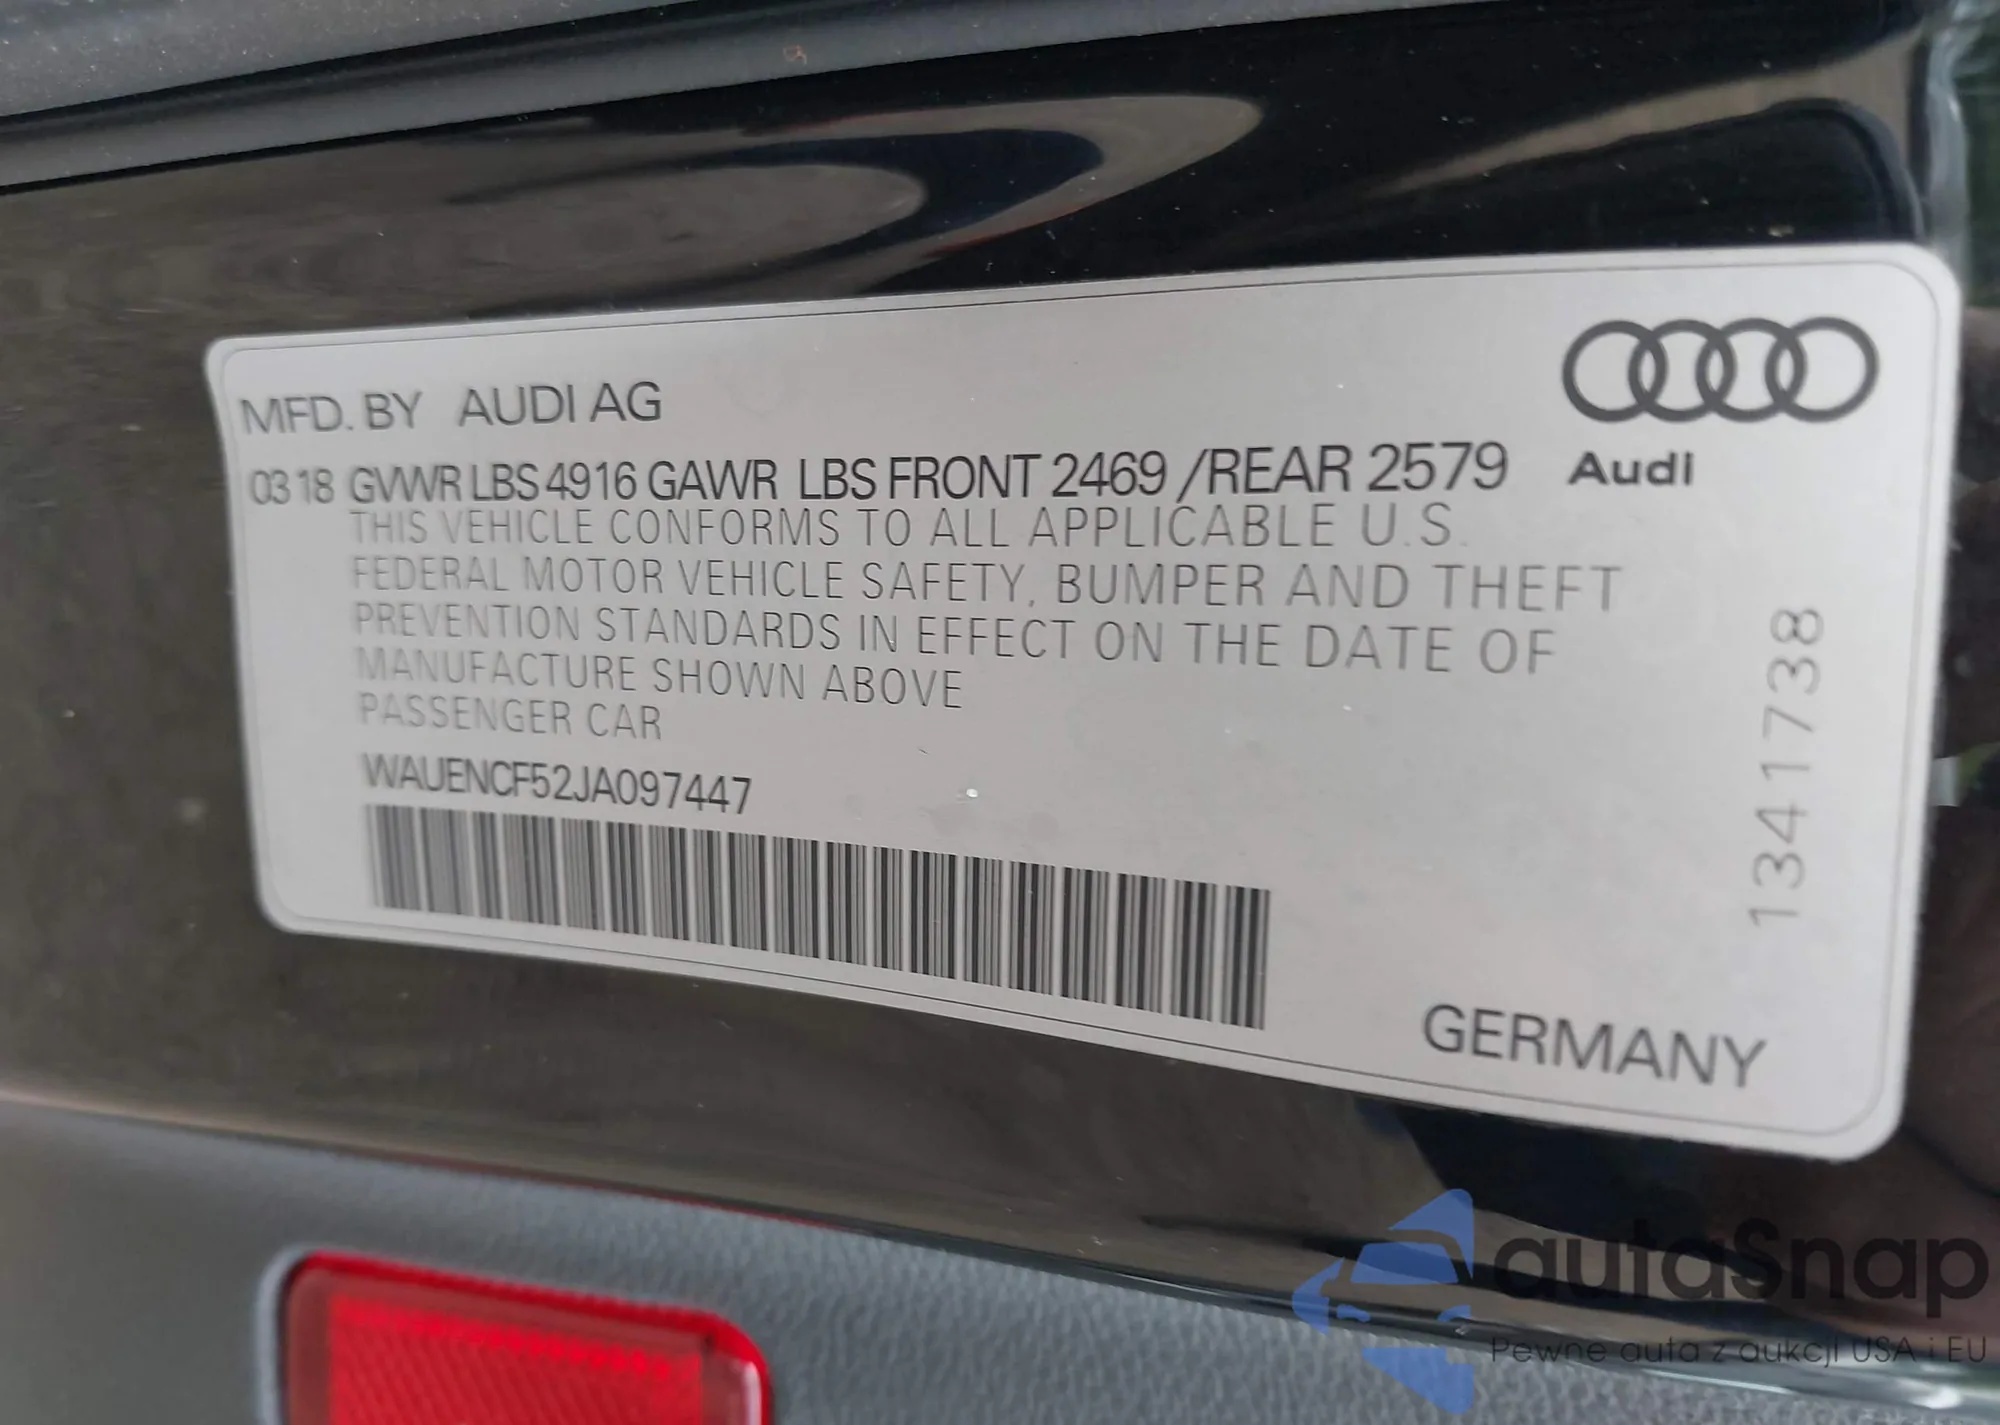 MFD. BY AUDI AG
03 18 GVWR LBS 4916 GAWR LBS FRONT 2469 /REAR 2579
Audi
THIS VEHICLE CONFORMS TO ALL APPLICABLE U.S.
FEDERAL MOTOR VEHICLE SAFETY, BUMPER AND THEFT
PREVENTION STANDARDS IN EFFECT ON THE DATE OF
MANUFACTURE SHOWN ABOVE
PASSENGER CAR
WAUENCF52JA097447
1341738
GERMANY
autaSnap
Pewne auta z aukcji USA i EU